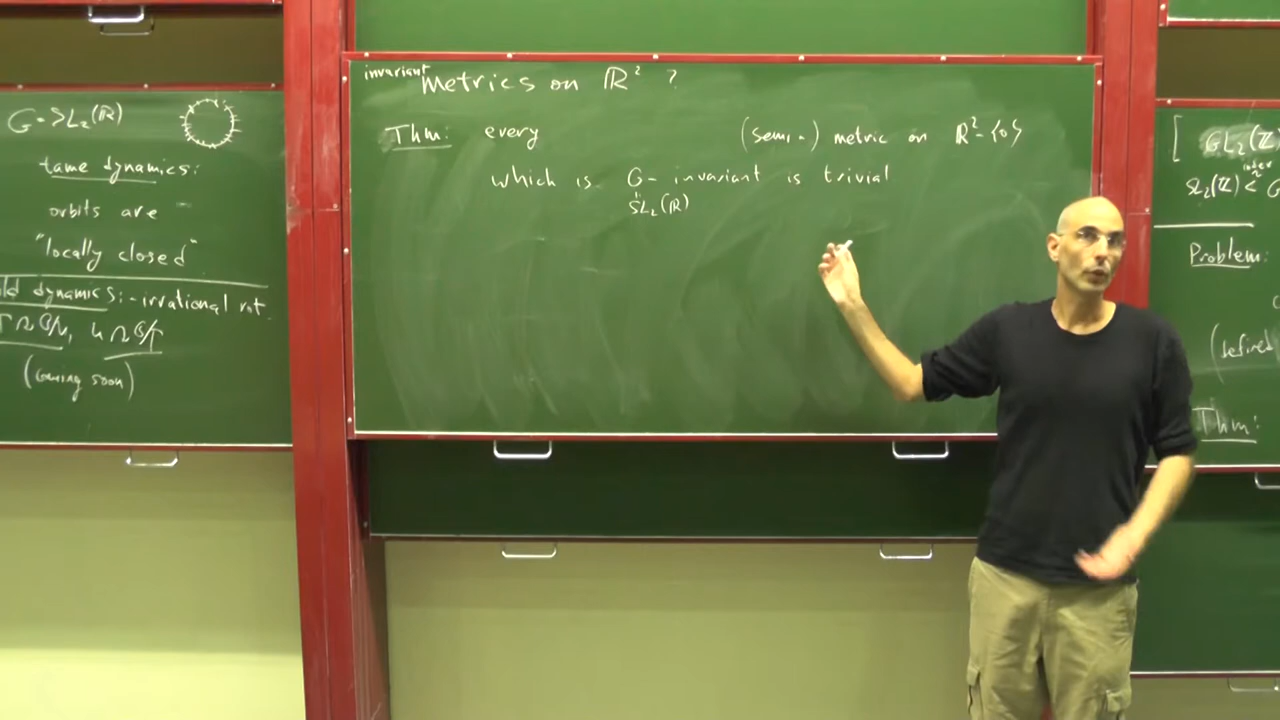 G = SL₂(ℝ)
tame dynamics:
orbits are
"locally closed"
dynamics: - irrational rot.
(coming soon)
invariant Metrics on ℝ² ?
Thm: every (semi-) metric on ℝ²-{0}
which is G-invariant is trivial
SL₂(ℝ)
GL₂(ℤ
SL₂(ℤ) <
Problem:
(defined
Thm: